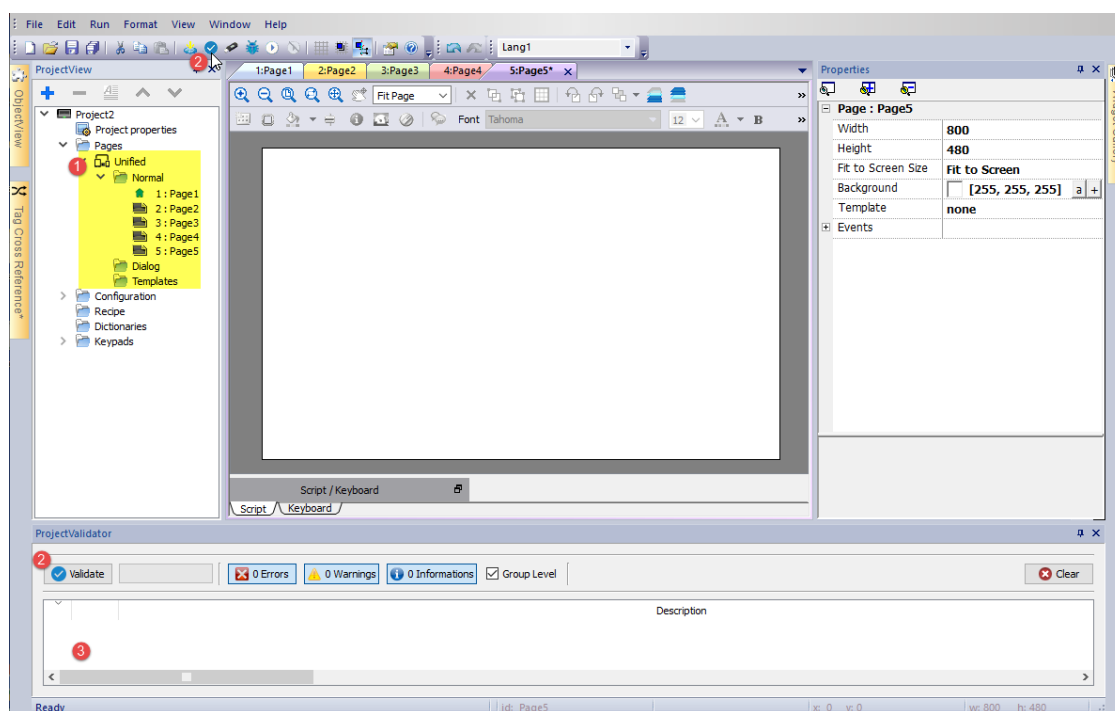 File Edit Run Format View Window Help
Lang1
2
ProjectView
1:Page1 2:Page2 3:Page3 4:Page4 5:Page5*
Properties
ObjectView
Tag Cross Reference*
Project2
Project properties
Pages
1
Unified
Normal
1 : Page1
2 : Page2
3 : Page3
4 : Page4
5 : Page5
Dialog
Templates
Configuration
Recipe
Dictionaries
Keypads
Fit Page
Font Tahoma 12 A B
Page : Page5
Width 800
Height 480
Fit to Screen Size Fit to Screen
Background [255, 255, 255] a +
Template none
Events
Script / Keyboard
Script Keyboard
ProjectValidator
2
Validate 0 Errors 0 Warnings 0 Informations Group Level Clear
Description
3
Ready id: Page5 x: 0 y: 0 w: 800 h: 480